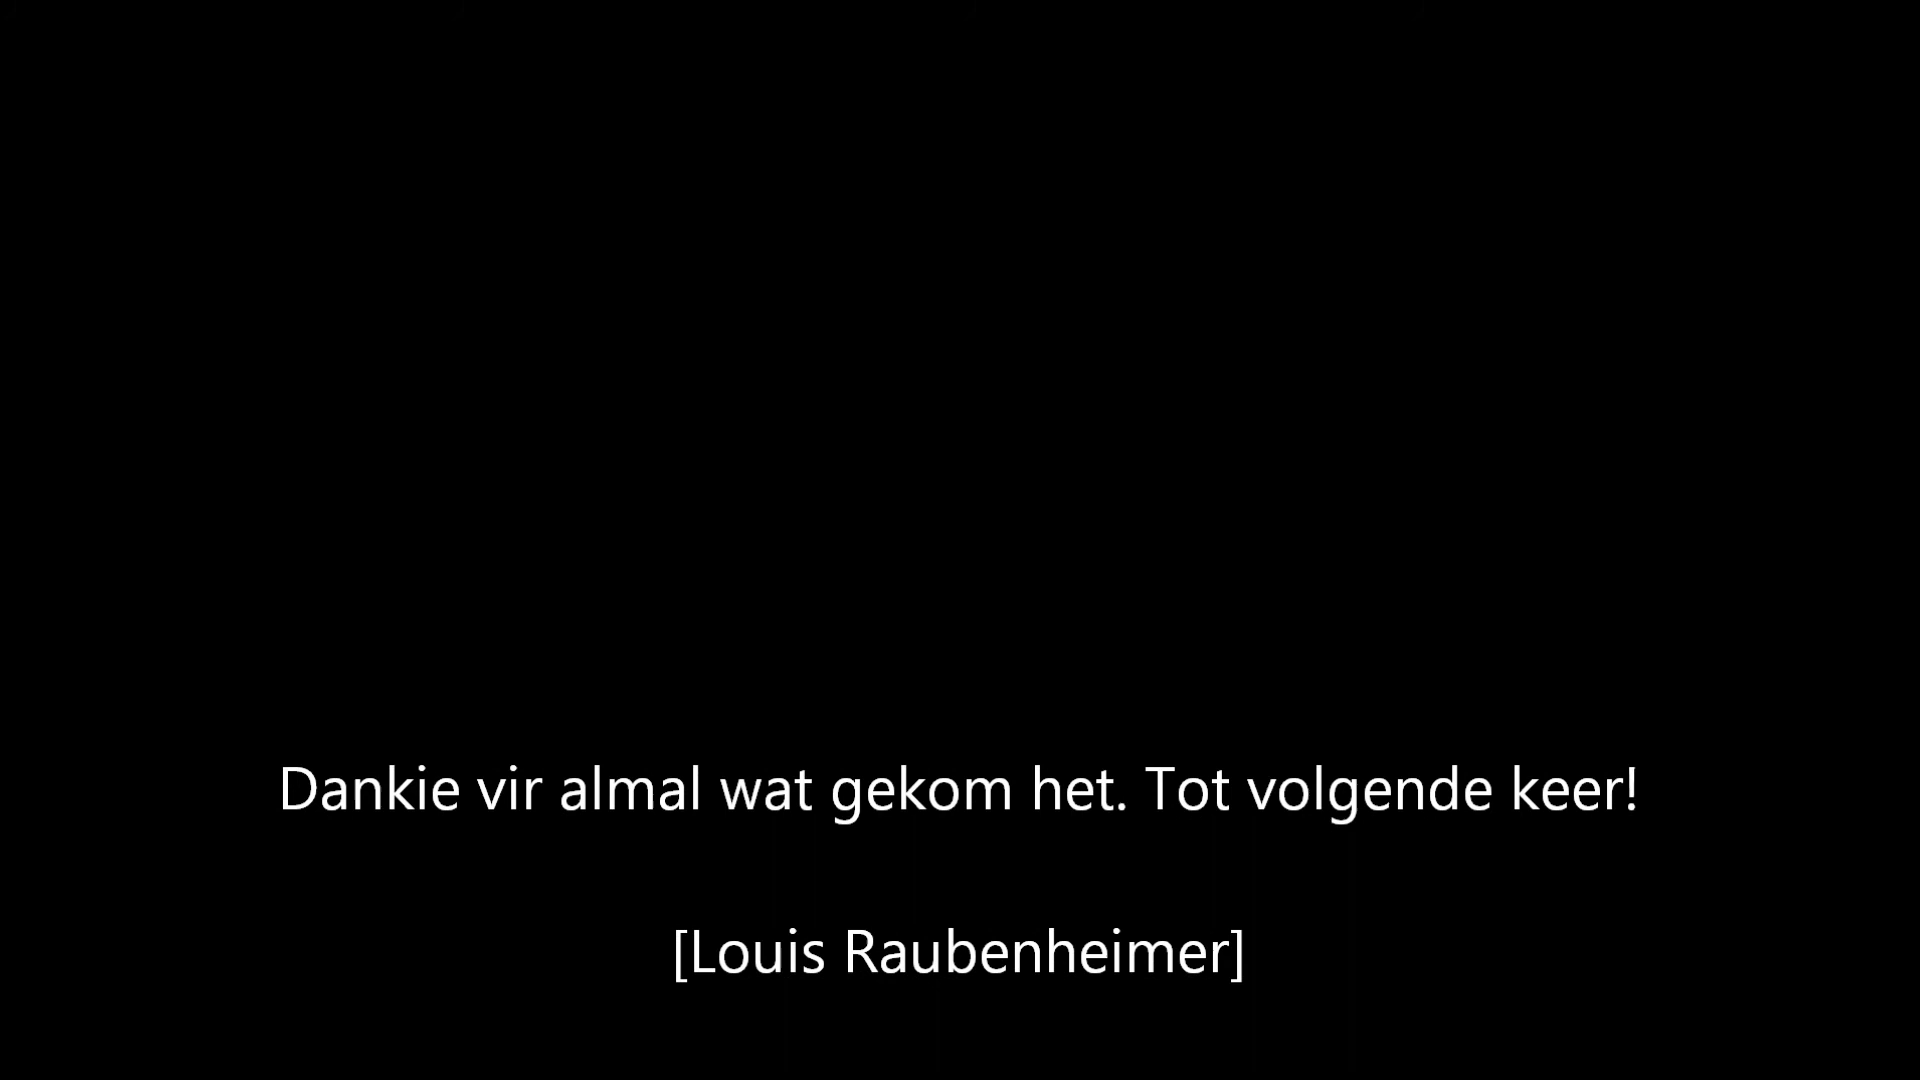 Dankie vir almal wat gekom het. Tot volgende keer!
[Louis Raubenheimer]